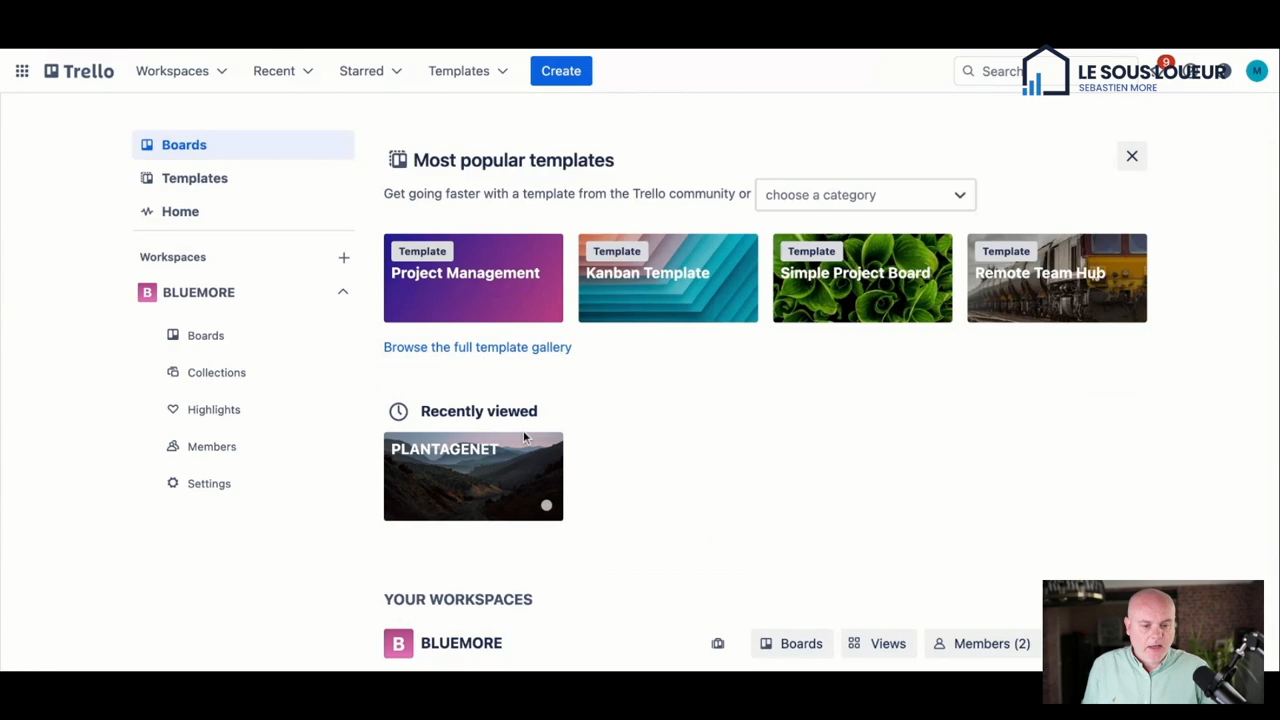 Trello
Workspaces
Recent
Starred
Templates
Create
Search
9
LE SOUS LOUEUR
SEBASTIEN MORE
M
Boards
Templates
Home
Workspaces
B BLUEMORE
Boards
Collections
Highlights
Members
Settings
Most popular templates
Get going faster with a template from the Trello community or choose a category
Template
Project Management
Template
Kanban Template
Template
Simple Project Board
Template
Remote Team Hub
Browse the full template gallery
Recently viewed
PLANTAGENET
YOUR WORKSPACES
B BLUEMORE
Boards
Views
Members (2)